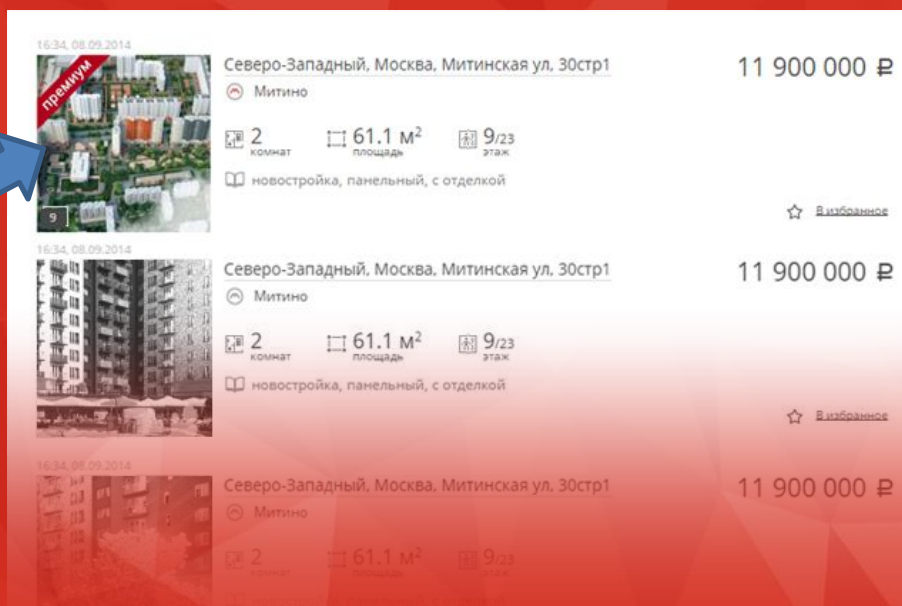 16:34, 08.09.2014
премиум
9
Северо-Западный, Москва, Митинская ул, 30стр1
11 900 000 ₽
Митино
2 61.1 м² 9/23
комнат площадь этаж
новостройка, панельный, с отделкой
В избранное
16:34, 08.09.2014
Северо-Западный, Москва, Митинская ул, 30стр1
11 900 000 ₽
Митино
2 61.1 м² 9/23
комнат площадь этаж
новостройка, панельный, с отделкой
В избранное
16:34, 08.09.2014
Северо-Западный, Москва, Митинская ул, 30стр1
11 900 000 ₽
Митино
2 61.1 м² 9/23
комнат площадь этаж